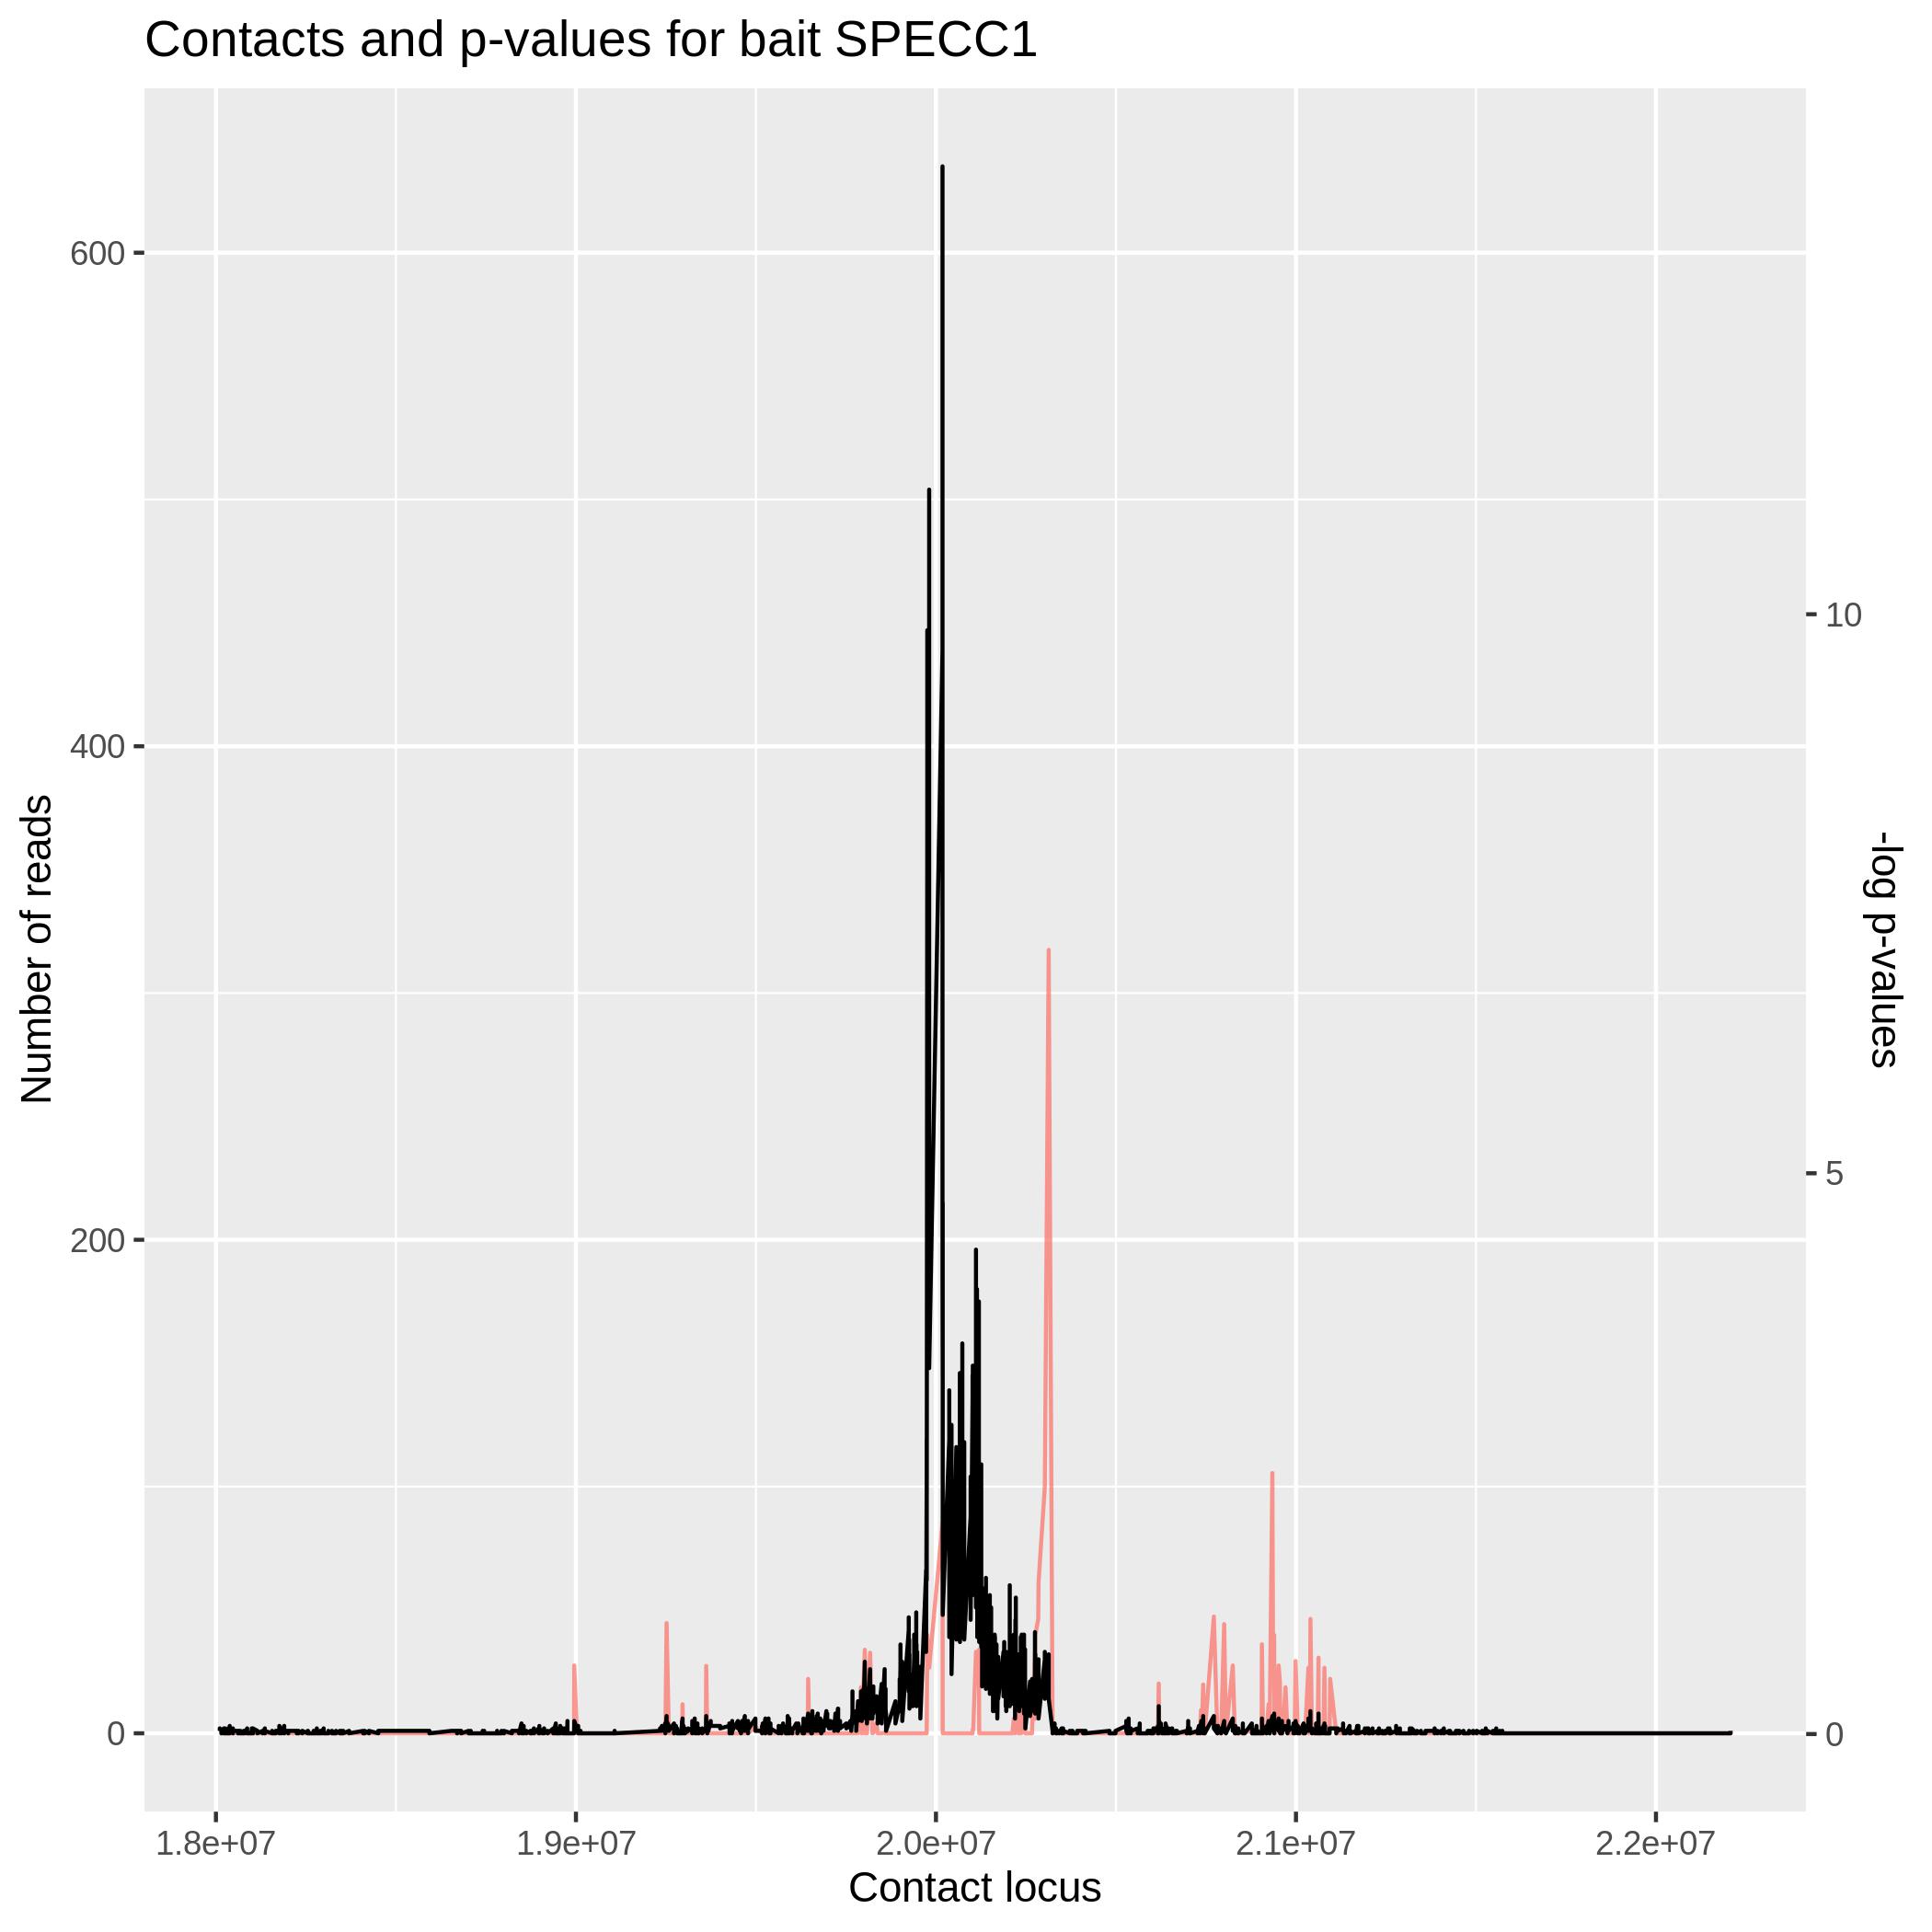 Contacts and p-values for bait SPECC1
600
400
200
0
10
5
0
Number of reads
-log p-values
1.8e+07 1.9e+07 2.0e+07 2.1e+07 2.2e+07
Contact locus